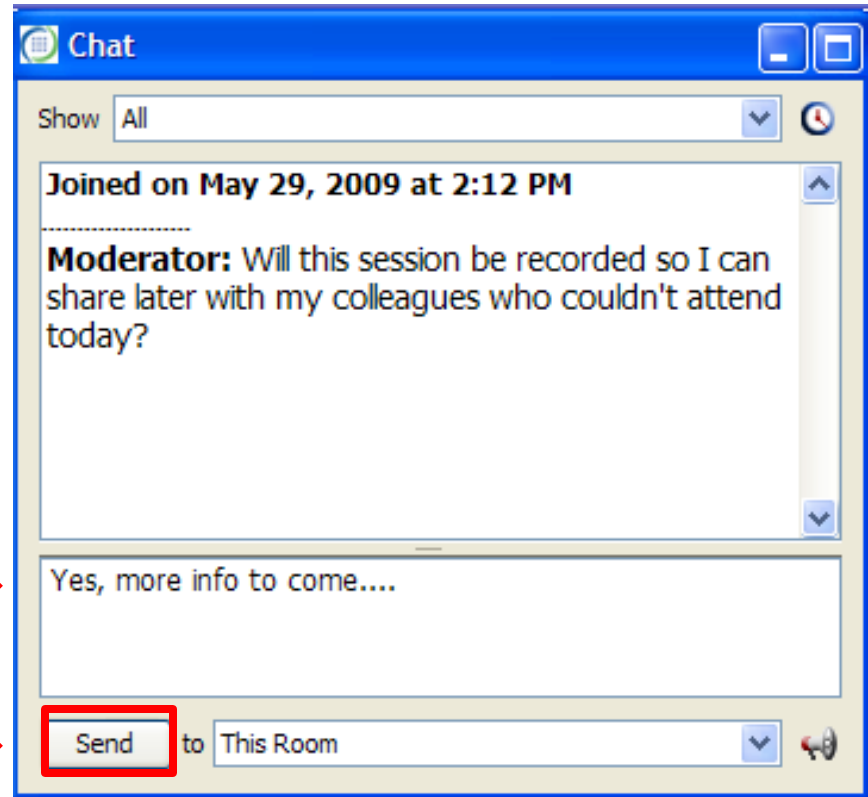 Chat
Show All
Joined on May 29, 2009 at 2:12 PM
Moderator: Will this session be recorded so I can
share later with my colleagues who couldn't attend
today?
Yes, more info to come....
Send to This Room